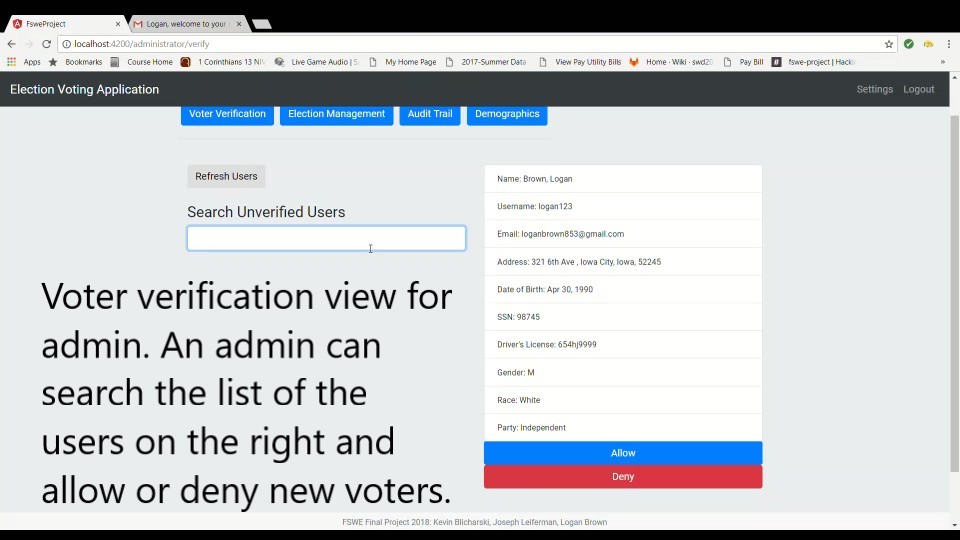 FsweProject
Logan, welcome to your
localhost:4200/administrator/verify
Apps Bookmarks Course Home 1 Corinthians 13 NIV Live Game Audio | S My Home Page 2017-Summer Data View Pay Utility Bills Home · Wiki · swd20 Pay Bill fswe-project | Hack
Election Voting Application
Settings Logout
Voter Verification Election Management Audit Trail Demographics
Refresh Users
Search Unverified Users
Name: Brown, Logan
Username: logan123
Email: loganbrown853@gmail.com
Address: 321 6th Ave , Iowa City, Iowa, 52245
Date of Birth: Apr 30, 1990
SSN: 98745
Driver's License: 654hj9999
Gender: M
Race: White
Party: Independent
Allow
Deny
Voter verification view for
admin. An admin can
search the list of the
users on the right and
allow or deny new voters.
FSWE Final Project 2018: Kevin Blicharski, Joseph Leiferman, Logan Brown